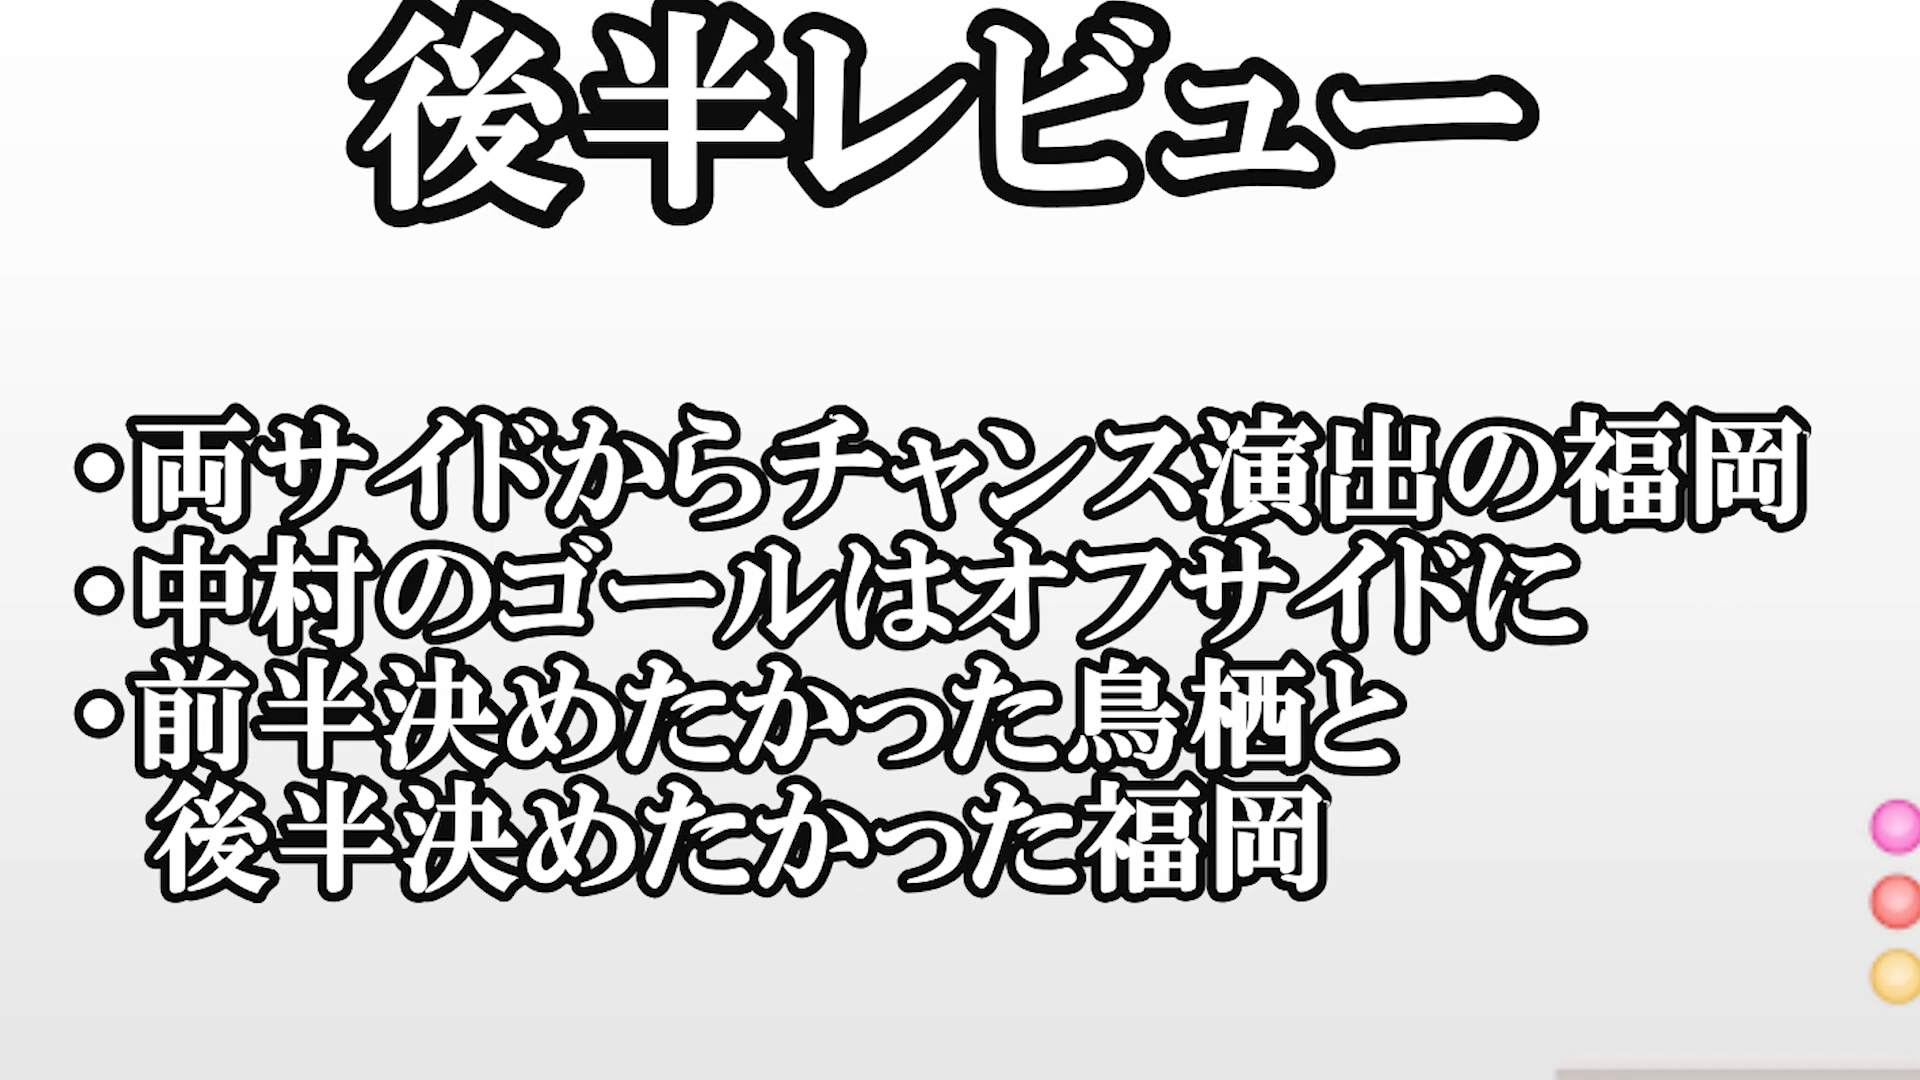 後半レビュー
・両サイドからチャンス演出の福岡
・中村のゴールはオフサイドに
・前半決めたかった鳥栖と
後半決めたかった福岡